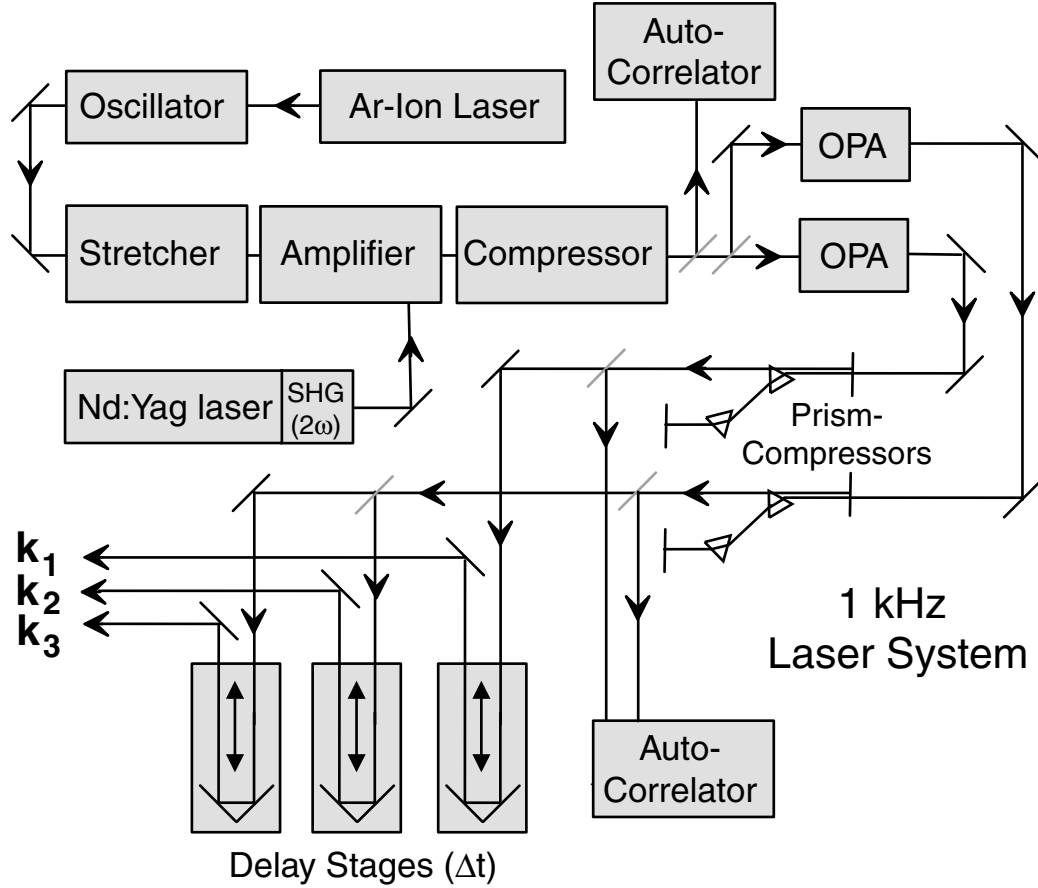 Auto-
Correlator
Oscillator
Ar-Ion Laser
OPA
Stretcher
Amplifier
Compressor
OPA
Nd:Yag laser
SHG
(2ω)
Prism-
Compressors
k1
k2
k3
1 kHz
Laser System
Auto-
Correlator
Delay Stages (Δt)